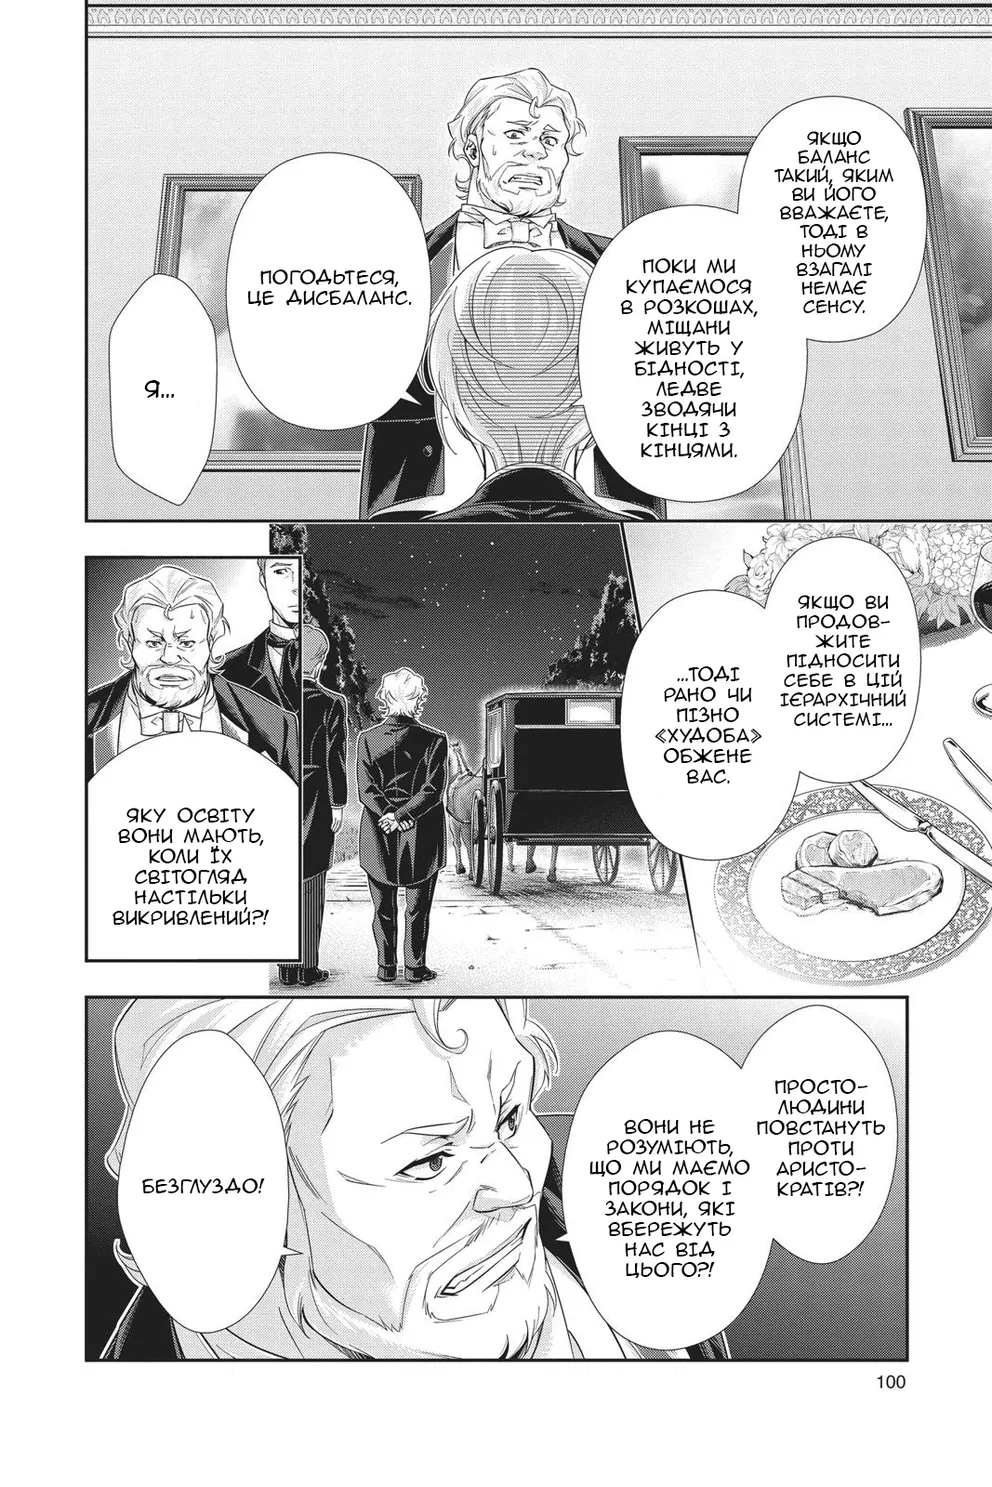 ЯКЩО
БАЛАНС
ТАКИЙ, ЯКИМ
ВИ ЙОГО
ВВАЖАЄТЕ,
ТОДІ В
НЬОМУ
ВЗАГАЛІ
НЕМАЄ
СЕНСУ.
ПОКИ МИ
КУПАЄМОСЯ
В РОЗКОШАХ,
МІЩАНИ
ЖИВУТЬ У
БІДНОСТІ,
ЛЕДВЕ
ЗВОДЯЧИ
КІНЦІ З
КІНЦЯМИ.
ПОГОДЬТЕСЯ,
ЦЕ ДИСБАЛАНС.
Я...
ЯКЩО ВИ
ПРОДОВ-
ЖИТЕ
ПІДНОСИТИ
СЕБЕ В ЦІЙ
ІЄРАРХІЧНИЙ
СИСТЕМІ...
...ТОДІ
РАНО ЧИ
ПІЗНО
《ХУДОБА》
ОБЖЕНЕ
ВАС.
ЯКУ ОСВІТУ
ВОНИ МАЮТЬ,
КОЛИ ЇХ
СВІТОГЛЯД
НАСТІЛЬКИ
ВИКРИВЛЕНИЙ?!
ПРОСТО-
ЛЮДИНИ
ПОВСТАНУТЬ
ПРОТИ
АРИСТО-
КРАТІВ?!
ВОНИ НЕ
РОЗУМІЮТЬ,
ЩО МИ МАЄМО
ПОРЯДОК І
ЗАКОНИ, ЯКІ
ВБЕРЕЖУТЬ
НАС ВІД
ЦЬОГО?!
БЕЗГЛУЗДО!
100